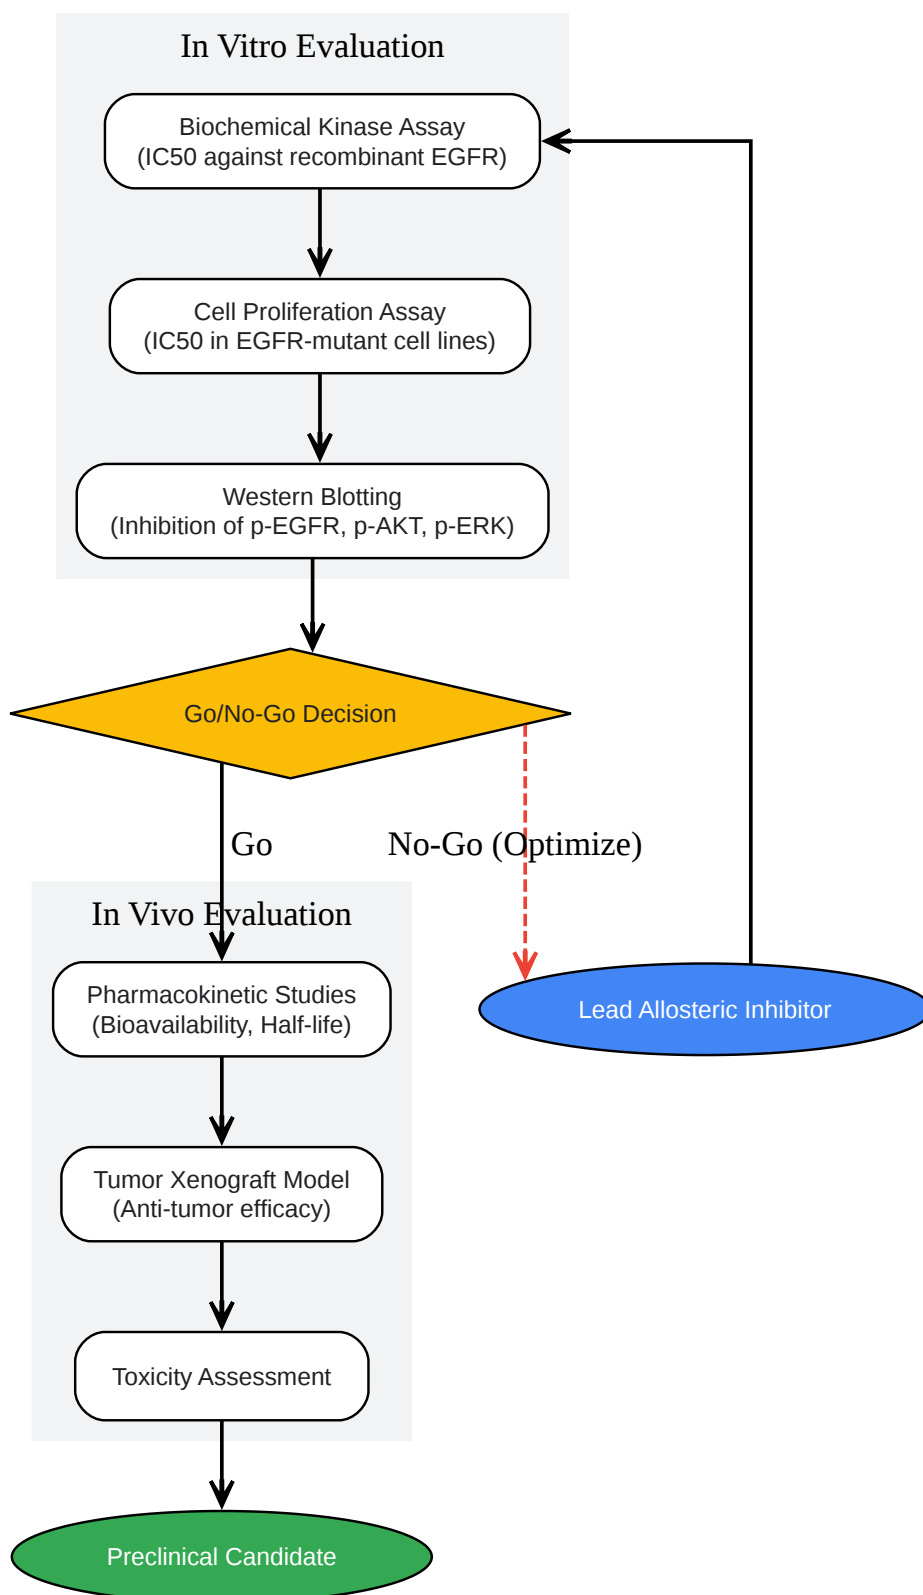 In Vitro Evaluation
Biochemical Kinase Assay
(IC50 against recombinant EGFR)
Cell Proliferation Assay
(IC50 in EGFR-mutant cell lines)
Western Blotting
(Inhibition of p-EGFR, p-AKT, p-ERK)
Go/No-Go Decision
Go
No-Go (Optimize)
In Vivo Evaluation
Pharmacokinetic Studies
(Bioavailability, Half-life)
Lead Allosteric Inhibitor
Tumor Xenograft Model
(Anti-tumor efficacy)
Toxicity Assessment
Preclinical Candidate